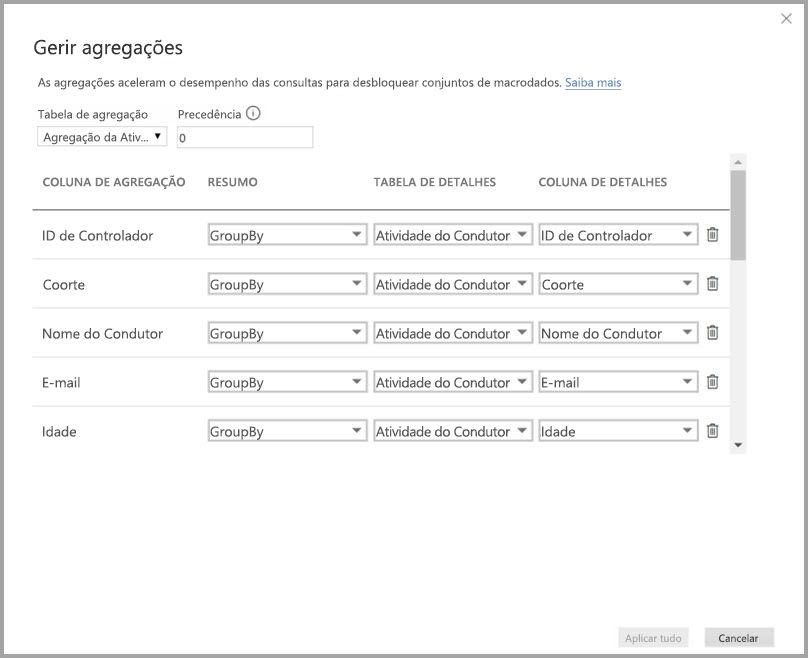 Gerir agregações
As agregações aceleram o desempenho das consultas para desbloquear conjuntos de macrodados. Saiba mais
Tabela de agregação Precedência
Agregação da Ativ... 0
COLUNA DE AGREGAÇÃO RESUMO TABELA DE DETALHES COLUNA DE DETALHES
ID de Controlador GroupBy Atividade do Condutor ID de Controlador
Coorte GroupBy Atividade do Condutor Coorte
Nome do Condutor GroupBy Atividade do Condutor Nome do Condutor
E-mail GroupBy Atividade do Condutor E-mail
Idade GroupBy Atividade do Condutor Idade
Aplicar tudo Cancelar